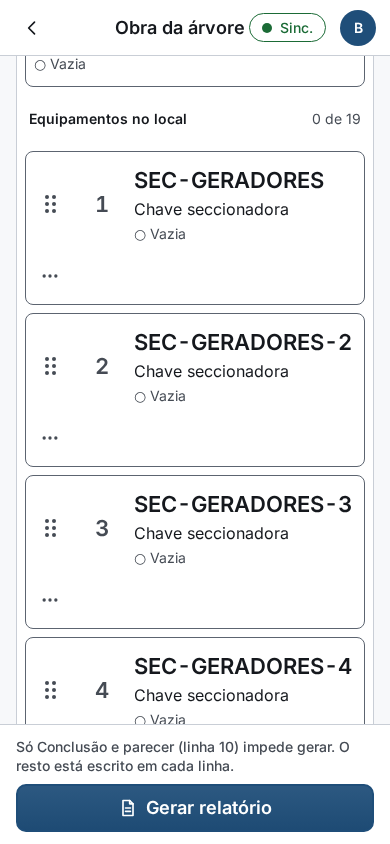 Obra da árvore
Sinc.
B
Vazia
Equipamentos no local
0 de 19
1
SEC-GERADORES
Chave seccionadora
Vazia
...
2
SEC-GERADORES-2
Chave seccionadora
Vazia
...
3
SEC-GERADORES-3
Chave seccionadora
Vazia
...
4
SEC-GERADORES-4
Chave seccionadora
Vazia
Só Conclusão e parecer (linha 10) impede gerar. O
resto está escrito em cada linha.
Gerar relatório